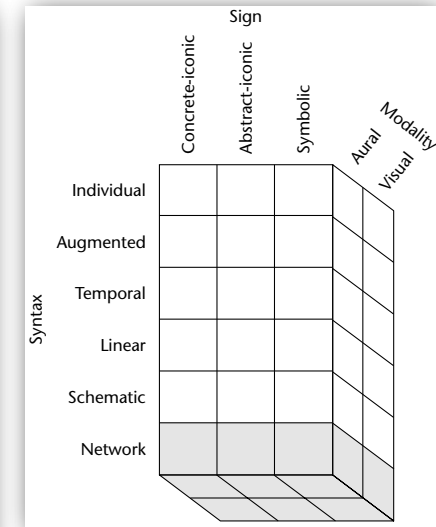 Sign
Concrete-iconic
Abstract-iconic
Symbolic
Modality
Aural
Visual
Syntax
Individual
Augmented
Temporal
Linear
Schematic
Network